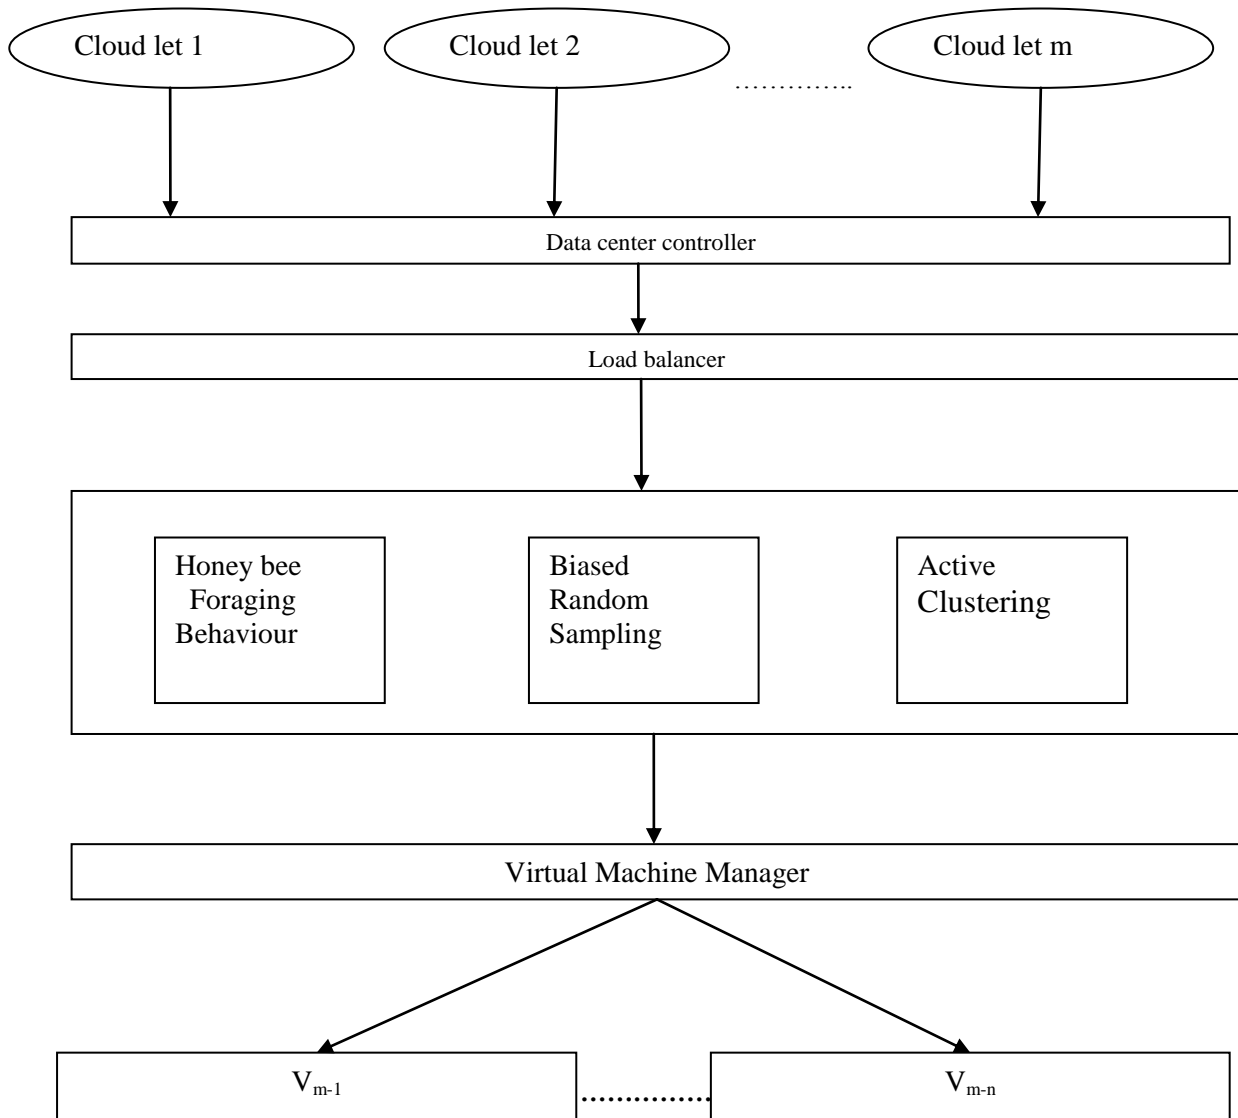 Cloud let 1
Cloud let 2
..............
Cloud let m
Data center controller
Load balancer
Honey bee
Foraging
Behaviour
Biased
Random
Sampling
Active
Clustering
Virtual Machine Manager
Vm-1
................
Vm-n